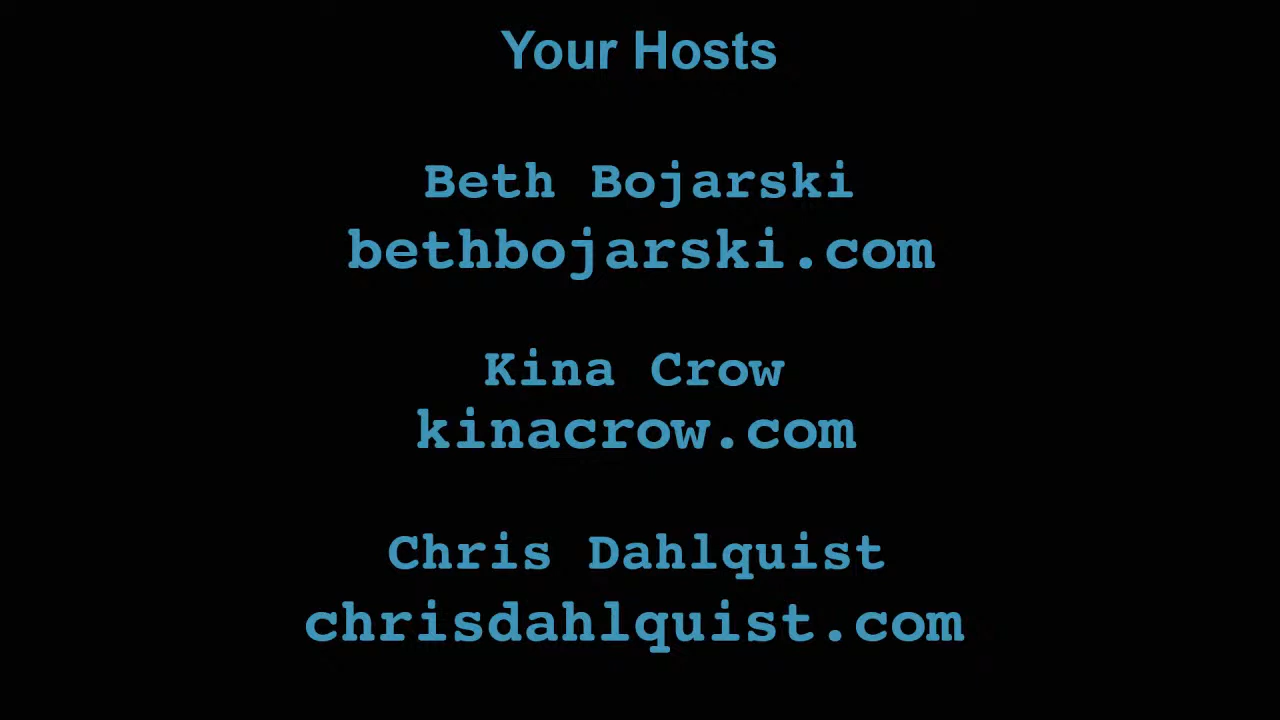 Your Hosts
Beth Bojarski
bethbojarski.com
Kina Crow
kinacrow.com
Chris Dahlquist
chrisdahlquist.com